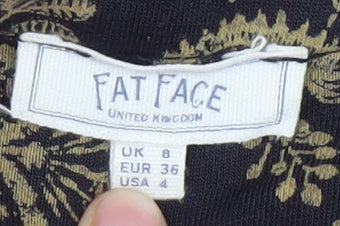 FAT FACE
UNITED KINGDOM
UK 8
EUR 36
USA 4